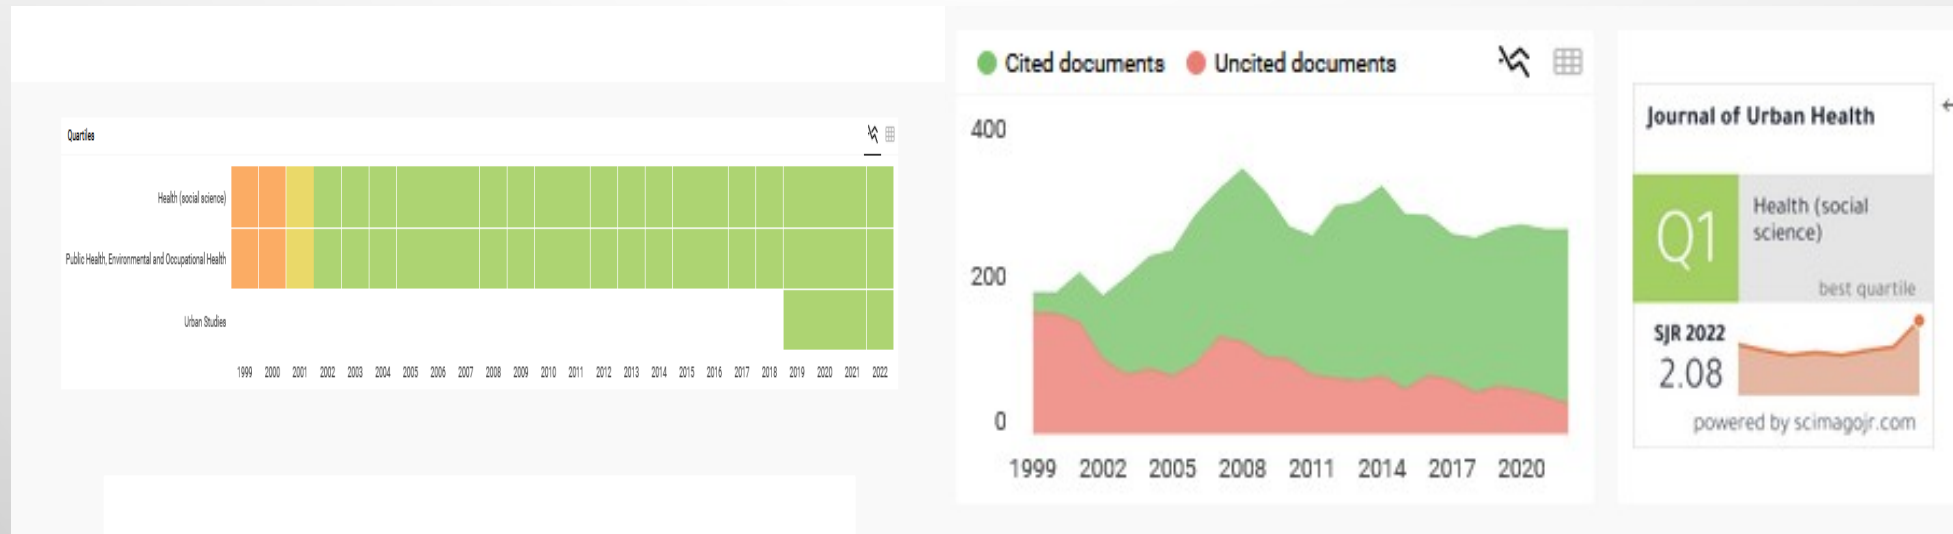 Quartiles
Health (social science)
Public Health, Environmental and Occupational Health
Urban Studies
1999 2000 2001 2002 2003 2004 2005 2006 2007 2008 2009 2010 2011 2012 2013 2014 2015 2016 2017 2018 2019 2020 2021 2022
Cited documents Uncited documents
400
200
0
1999 2002 2005 2008 2011 2014 2017 2020
Journal of Urban Health
Q1
Health (social
science)
best quartile
SJR 2022
2.08
powered by scimagojr.com